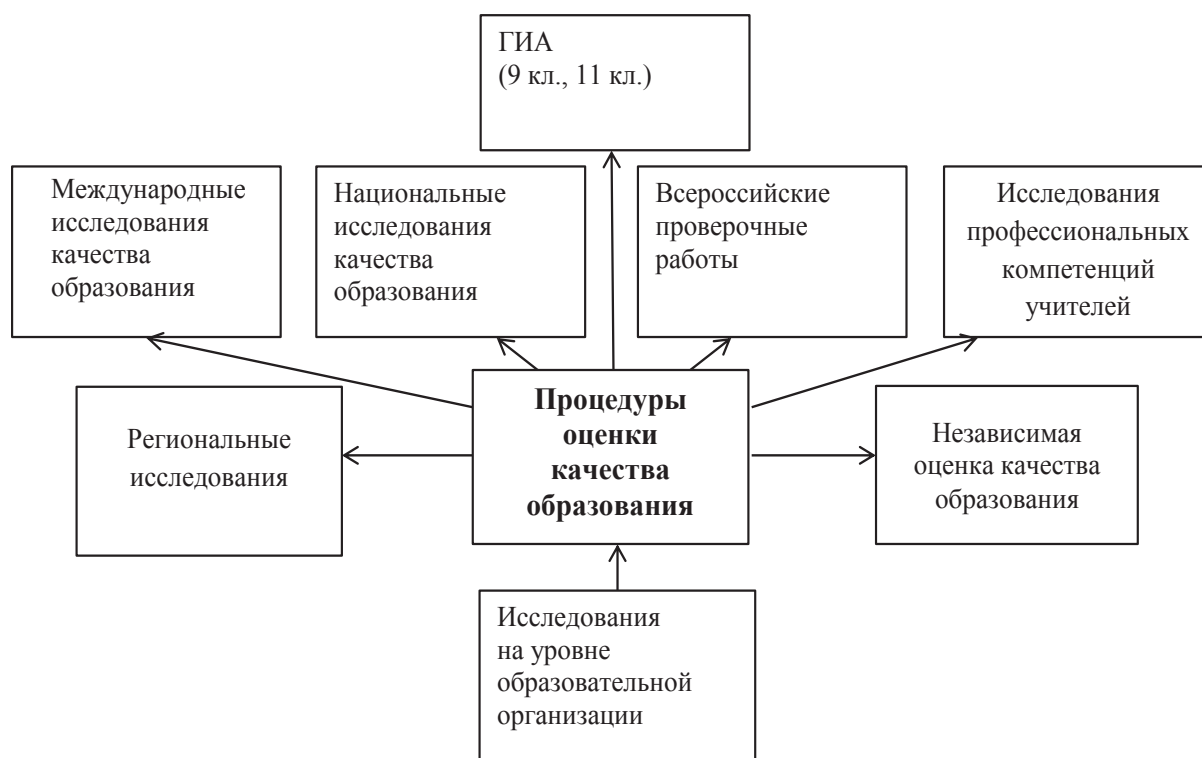 ГИА
(9 кл., 11 кл.)
Международные
исследования
качества
образования
Национальные
исследования
качества
образования
Всероссийские
проверочные
работы
Исследования
профессиональных
компетенций
учителей
Региональные
исследования
Процедуры
оценки
качества
образования
Независимая
оценка качества
образования
Исследования
на уровне
образовательной
организации